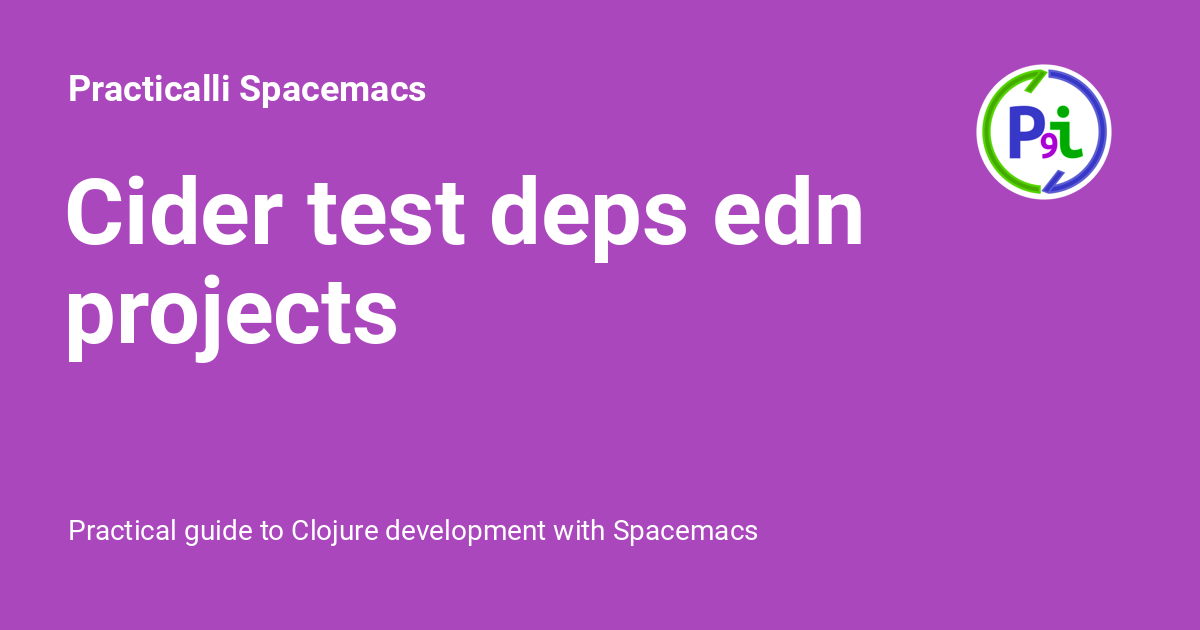 Practicalli Spacemacs
P9i
Cider test deps edn
projects
Practical guide to Clojure development with Spacemacs